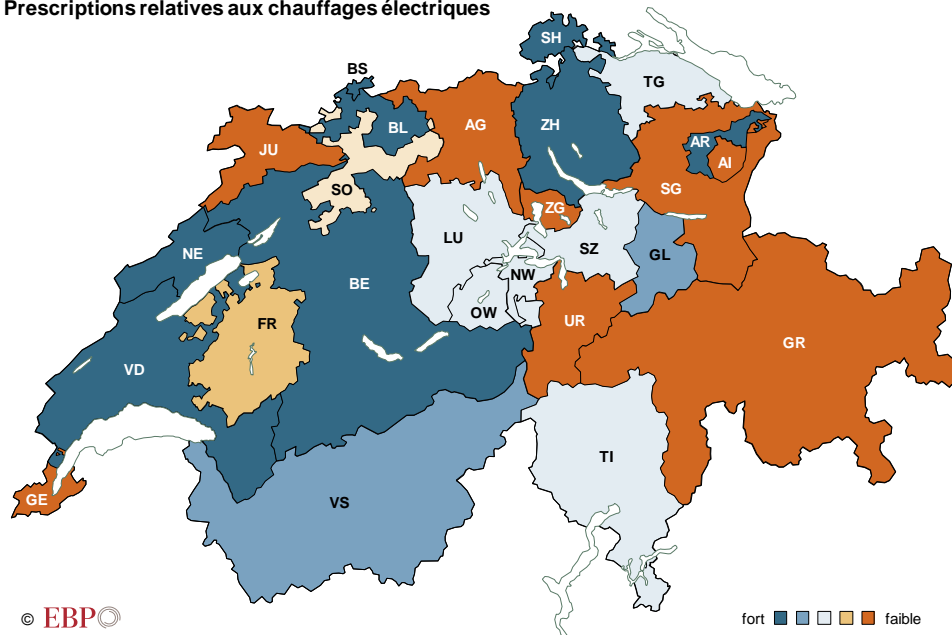 Prescriptions relatives aux chauffages électriques
SH
BS
TG
BL
AG
ZH
JU
AR
AI
SO
SG
ZG
LU
SZ
NE
GL
NW
BE
OW
FR
UR
GR
VD
TI
GE
VS
© EBP
fort faible